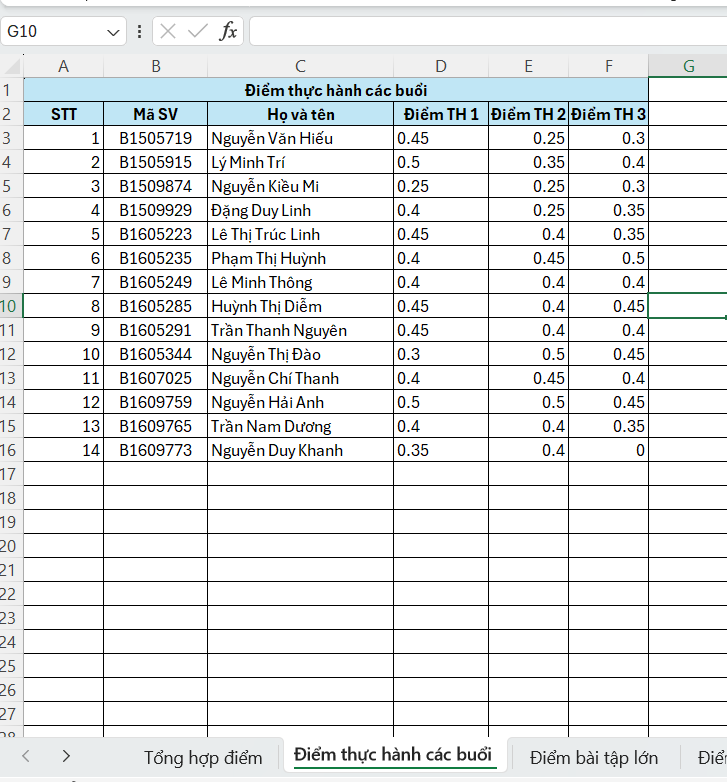 G10 fx
A B C D E F G
1 Điểm thực hành các buổi
2 STT Mã SV Họ và tên Điểm TH 1 Điểm TH 2 Điểm TH 3
3 1 B1505719 Nguyễn Văn Hiếu 0.45 0.25 0.3
4 2 B1505915 Lý Minh Trí 0.5 0.35 0.4
5 3 B1509874 Nguyễn Kiều Mi 0.25 0.25 0.3
6 4 B1509929 Đặng Duy Linh 0.4 0.25 0.35
7 5 B1605223 Lê Thị Trúc Linh 0.45 0.4 0.35
8 6 B1605235 Phạm Thị Huỳnh 0.4 0.45 0.5
9 7 B1605249 Lê Minh Thông 0.4 0.4 0.4
10 8 B1605285 Huỳnh Thị Diễm 0.45 0.4 0.45
11 9 B1605291 Trần Thanh Nguyên 0.45 0.4 0.4
12 10 B1605344 Nguyễn Thị Đào 0.3 0.5 0.45
13 11 B1607025 Nguyễn Chí Thanh 0.4 0.45 0.4
14 12 B1609759 Nguyễn Hải Anh 0.5 0.5 0.45
15 13 B1609765 Trần Nam Dương 0.4 0.4 0.35
16 14 B1609773 Nguyễn Duy Khanh 0.35 0.4 0
17
18
19
20
21
22
23
24
25
26
27
28
Tổng hợp điểm Điểm thực hành các buổi Điểm bài tập lớn